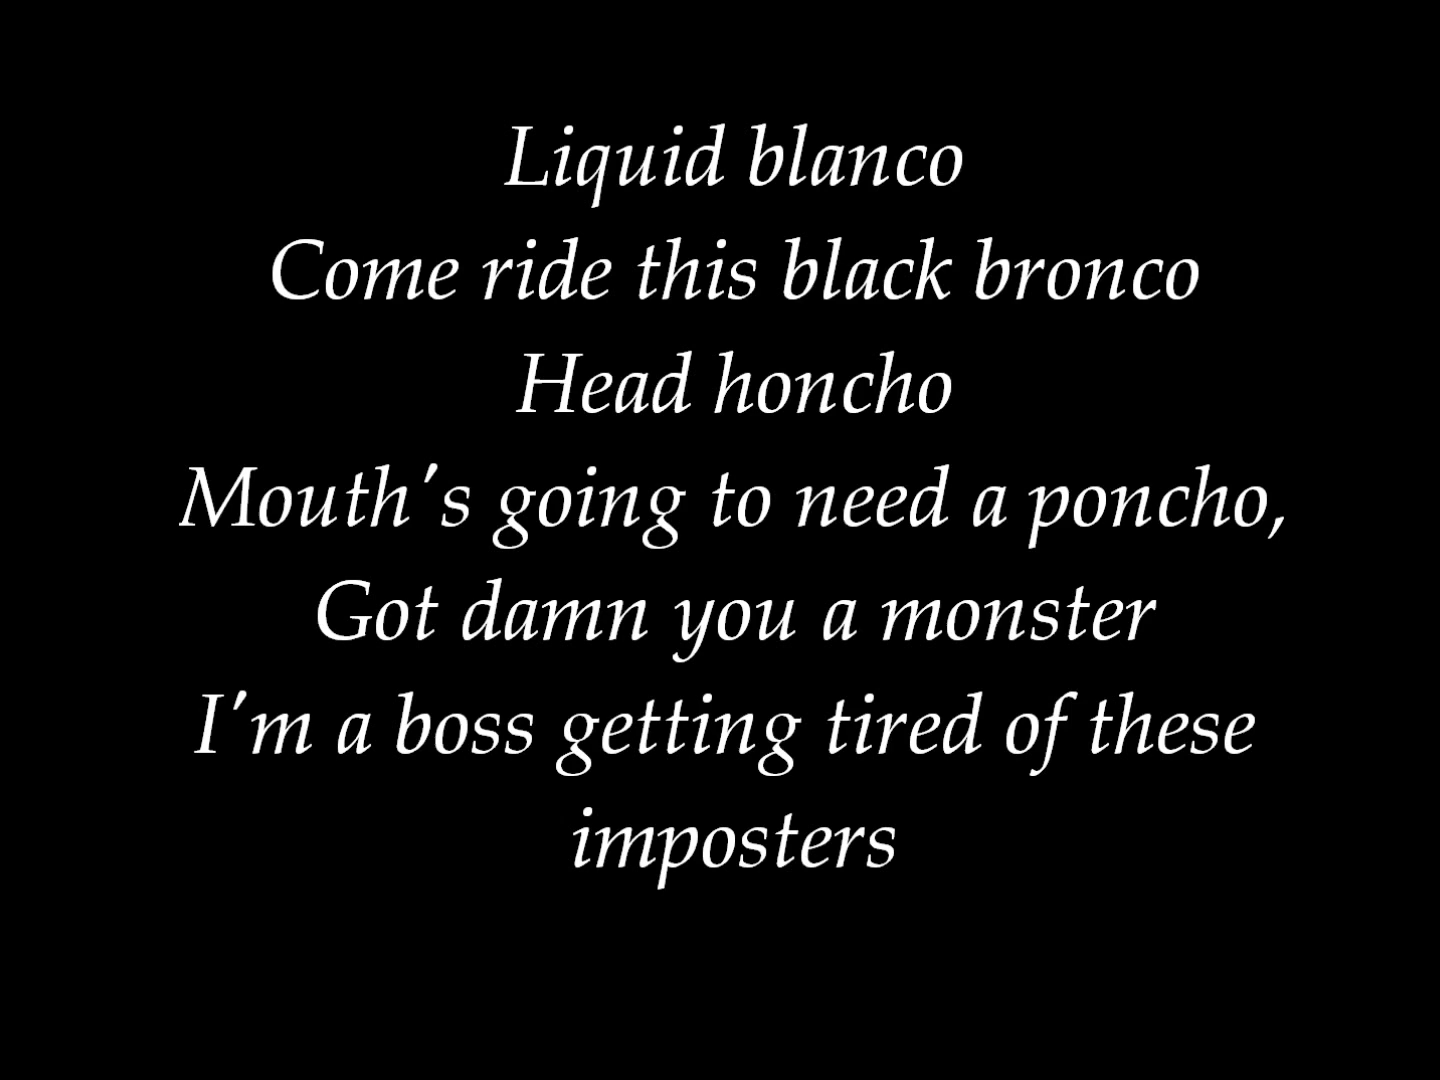 Liquid blanco
Come ride this black bronco
Head honcho
Mouth's going to need a poncho,
Got damn you a monster
I'm a boss getting tired of these
imposters